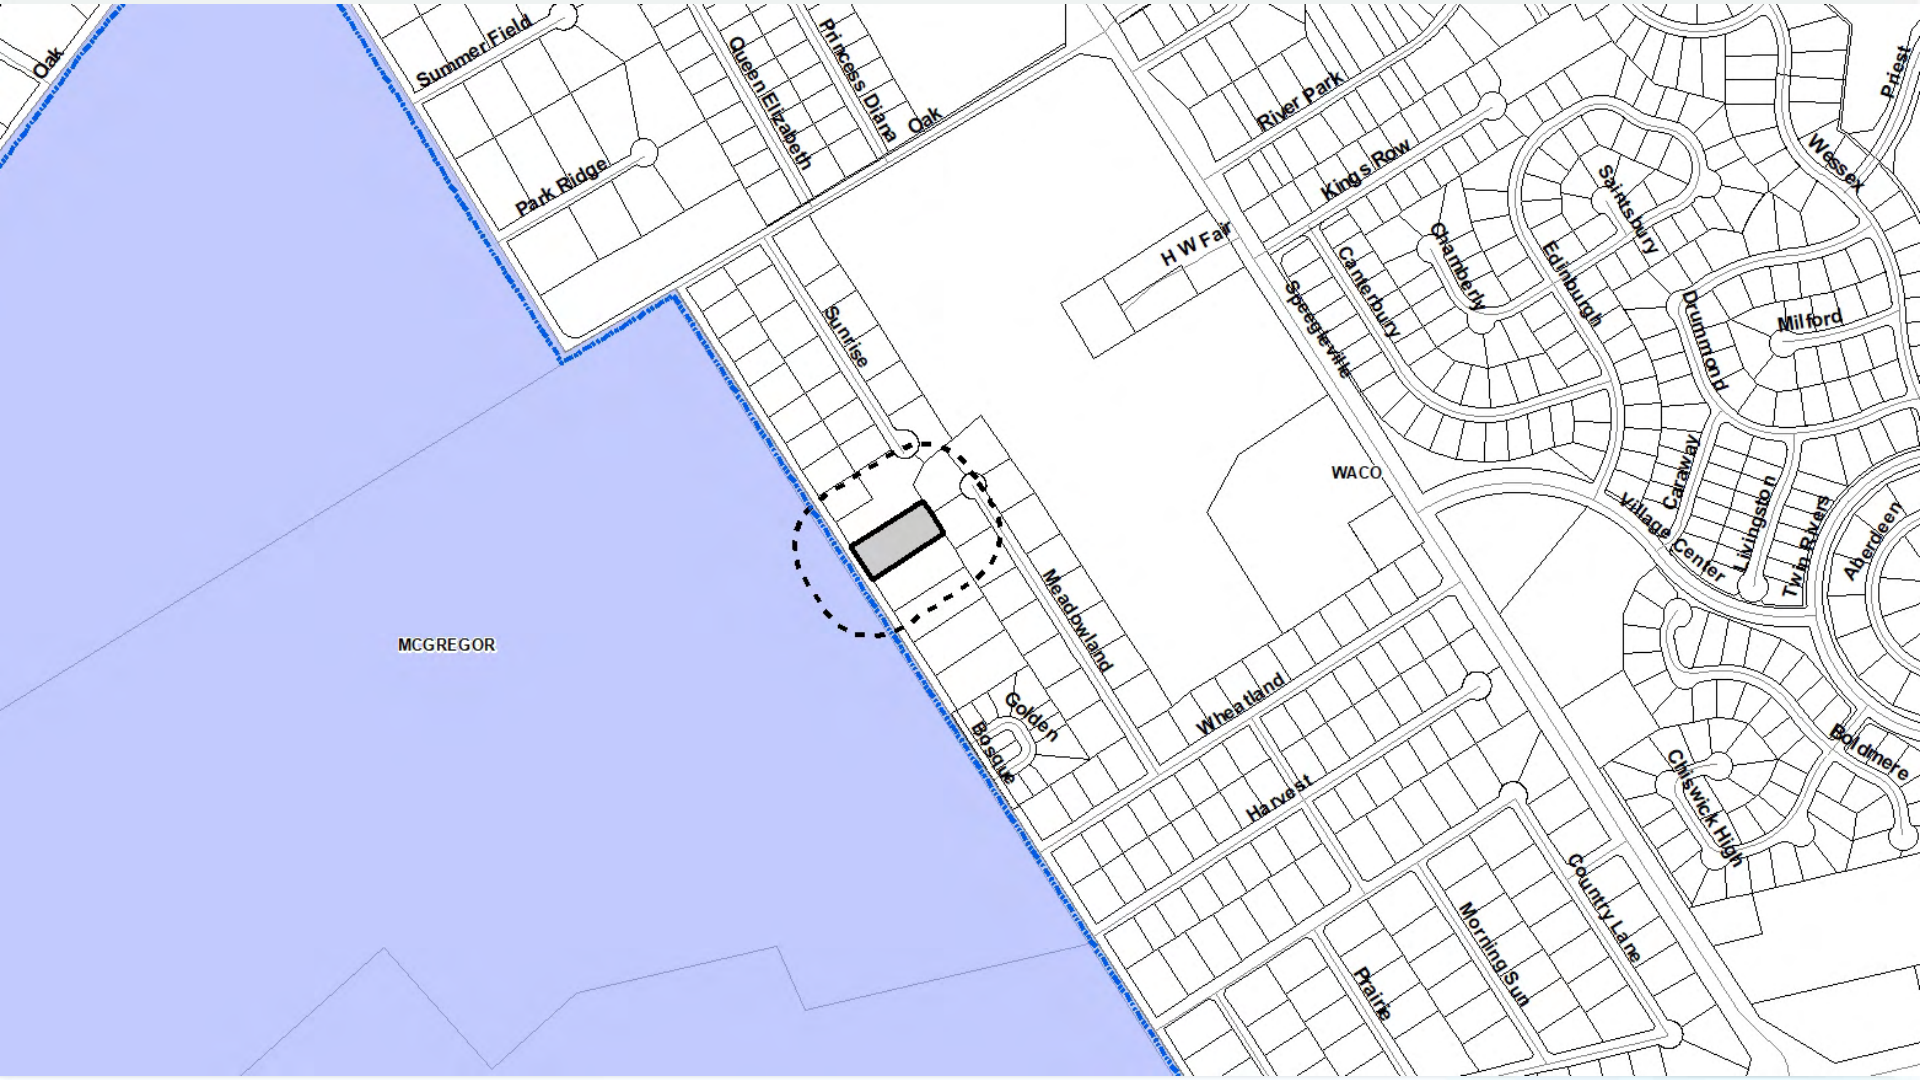 Oak
Summer Field
Queen Elizabeth
Princess Diana
Oak
Park Ridge
River Park
Kings Row
Priest
Wessex
Saintsbury
H W Fair
Chamberly
Edinburgh
Canterbury
Speegleville
Drummond
Milford
Sunrise
WACO
Caraway
Livingston
Village Center
Twin Rivers
Aberdeen
Meadowland
MCGREGOR
Wheatland
Golden
Bosque
Harvest
Boldmere
Chiswick High
Country Lane
Morning Sun
Prairie